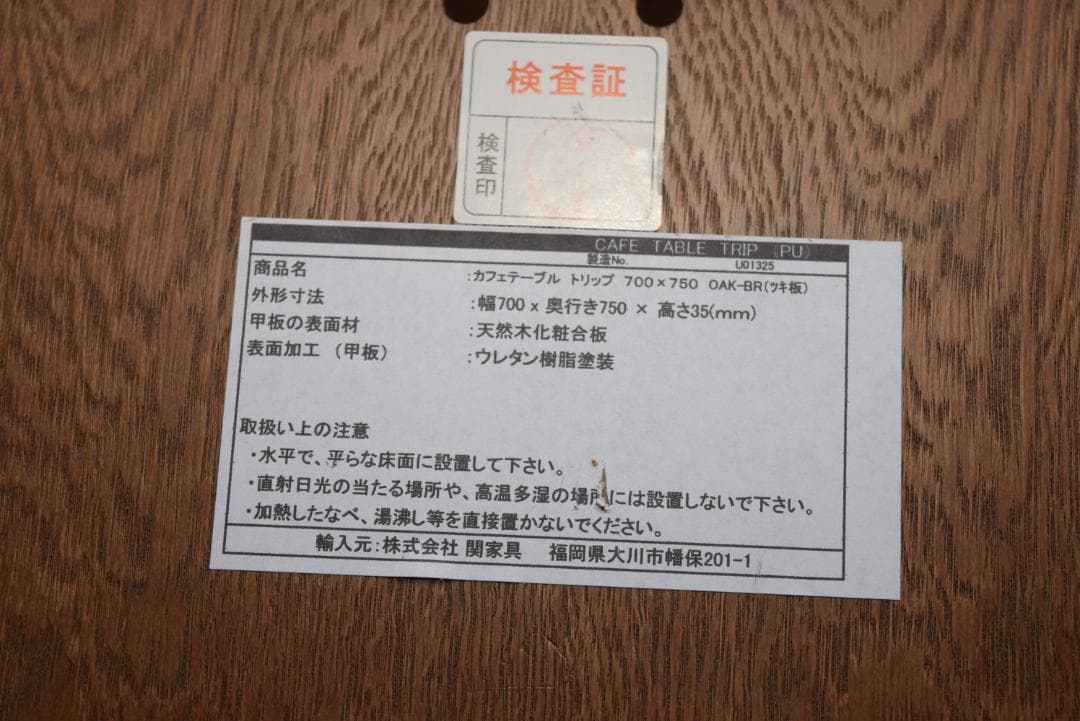 検査証
検査印
CAFE TABLE TRIP (PU)
製造No. U01325
商品名 :カフェテーブル トリップ 700×750 OAK-BR(ツキ板)
外形寸法 :幅700 x 奥行き750 × 高さ35(mm)
甲板の表面材 :天然木化粧合板
表面加工 (甲板) :ウレタン樹脂塗装
取扱い上の注意
・水平で、平らな床面に設置して下さい。
・直射日光の当たる場所や、高温多湿の場所には設置しないで下さい。
・加熱したなべ、湯沸し等を直接置かないでください。
輸入元:株式会社 関家具 福岡県大川市幡保201-1